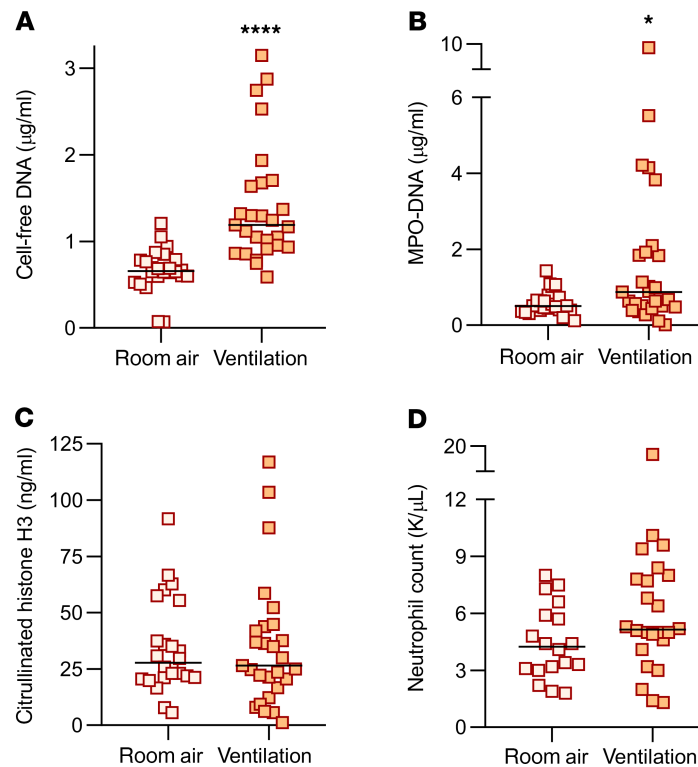 A
****
Cell-free DNA (μg/ml)
3
2
1
0
Room air
Ventilation
B
*
MPO-DNA (μg/ml)
10
6
4
2
0
Room air
Ventilation
C
Citrullinated histone H3 (ng/ml)
125
100
75
50
25
0
Room air
Ventilation
D
Neutrophil count (K/μL)
20
12
9
6
3
0
Room air
Ventilation